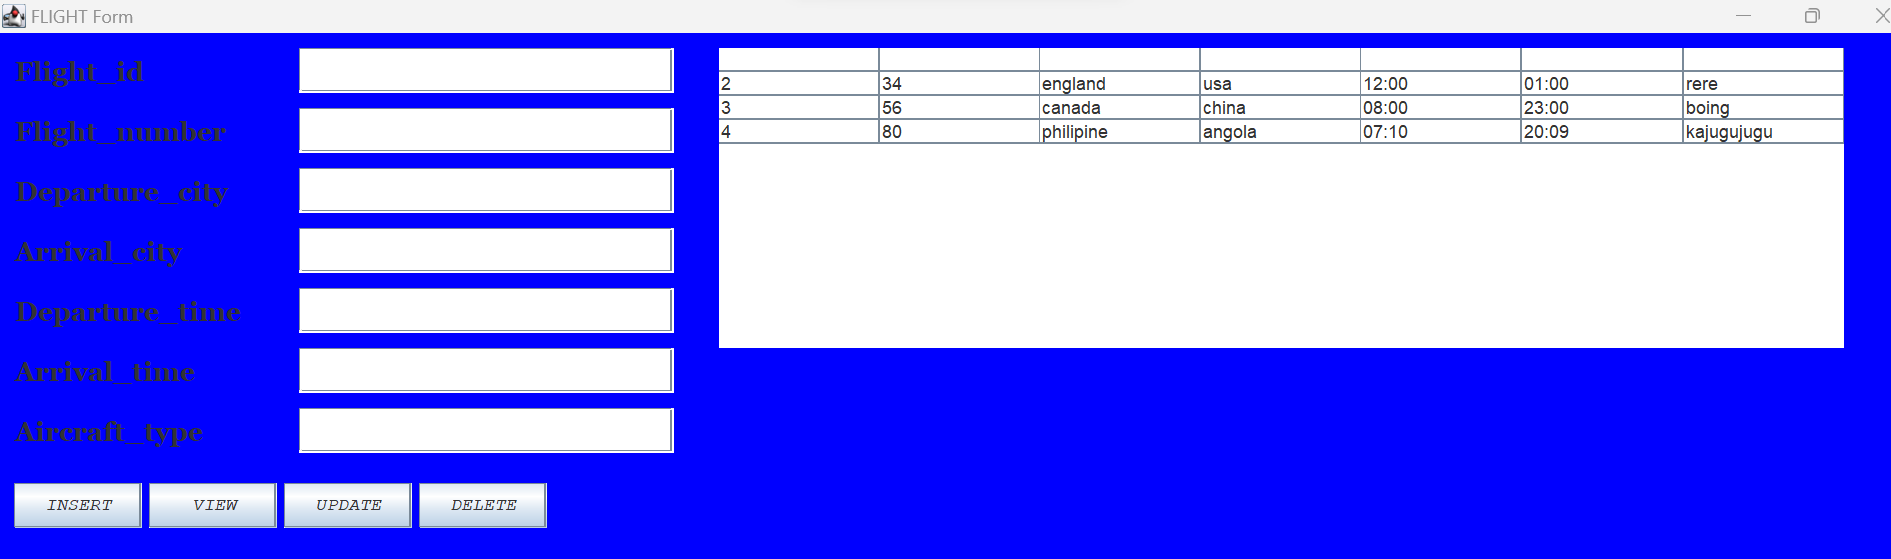 FLIGHT Form
Flight_id
Flight_number
Departure_city
Arrival_city
Departure_time
Arrival_time
Aircraft_type
INSERT VIEW UPDATE DELETE
2 34 england usa 12:00 01:00 rere
3 56 canada china 08:00 23:00 boing
4 80 philipine angola 07:10 20:09 kajugujugu